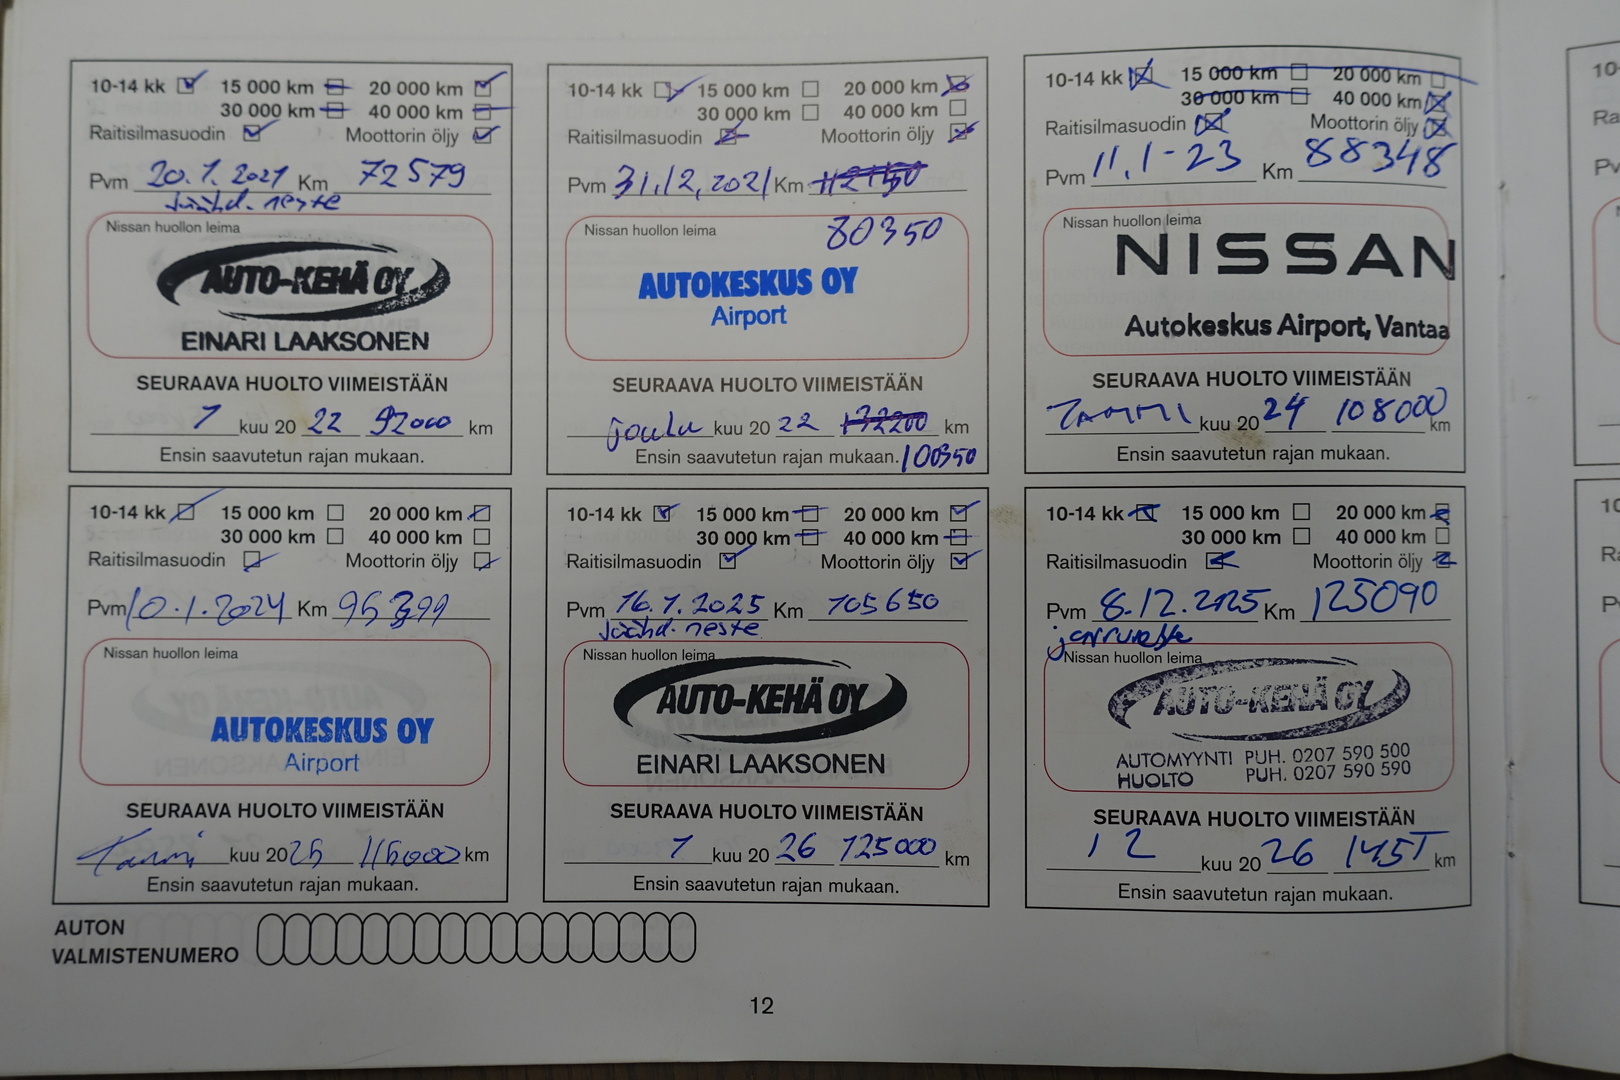 10-14 kk 15 000 km 20 000 km
30 000 km 40 000 km
Raitisilmasuodin Moottorin öljy
Pvm 20.1.2021 Km 72579
Jäähd. neste
Nissan huollon leima
AUTO-KEHÄ OY
EINARI LAAKSONEN
SEURAAVA HUOLTO VIIMEISTÄÄN
1 kuu 20 22 92000 km
Ensin saavutetun rajan mukaan.
10-14 kk 15 000 km 20 000 km
30 000 km 40 000 km
Raitisilmasuodin Moottorin öljy
Pvm 31.12.2021 Km
Nissan huollon leima 80350
AUTOKESKUS OY
Airport
SEURAAVA HUOLTO VIIMEISTÄÄN
joulu kuu 20 22 132200 km
Ensin saavutetun rajan mukaan. 100350
10-14 kk 15 000 km 20 000 km
30 000 km 40 000 km
Raitisilmasuodin Moottorin öljy
Pvm 11.1-23 Km 88348
Nissan huollon leima
NISSAN
Autokeskus Airport, Vantaa
SEURAAVA HUOLTO VIIMEISTÄÄN
TAMMI kuu 20 24 108000 km
Ensin saavutetun rajan mukaan.
10-14 kk 15 000 km 20 000 km
30 000 km 40 000 km
Raitisilmasuodin Moottorin öljy
Pvm 10.1.2024 Km 95399
Nissan huollon leima
AUTOKESKUS OY
Airport
SEURAAVA HUOLTO VIIMEISTÄÄN
Tammi kuu 20 25 115000 km
Ensin saavutetun rajan mukaan.
10-14 kk 15 000 km 20 000 km
30 000 km 40 000 km
Raitisilmasuodin Moottorin öljy
Pvm 16.1.2025 Km 105650
Jäähd. neste
Nissan huollon leima
AUTO-KEHÄ OY
EINARI LAAKSONEN
SEURAAVA HUOLTO VIIMEISTÄÄN
1 kuu 20 26 125000 km
Ensin saavutetun rajan mukaan.
10-14 kk 15 000 km 20 000 km
30 000 km 40 000 km
Raitisilmasuodin Moottorin öljy
Pvm 8.12.2025 Km 125090
jarruneste
Nissan huollon leima
AUTO-KEHÄ OY
AUTOMYYNTI PUH. 0207 590 500
HUOLTO PUH. 0207 590 590
SEURAAVA HUOLTO VIIMEISTÄÄN
12 kuu 20 26 145T km
Ensin saavutetun rajan mukaan.
AUTON
VALMISTENUMERO
12